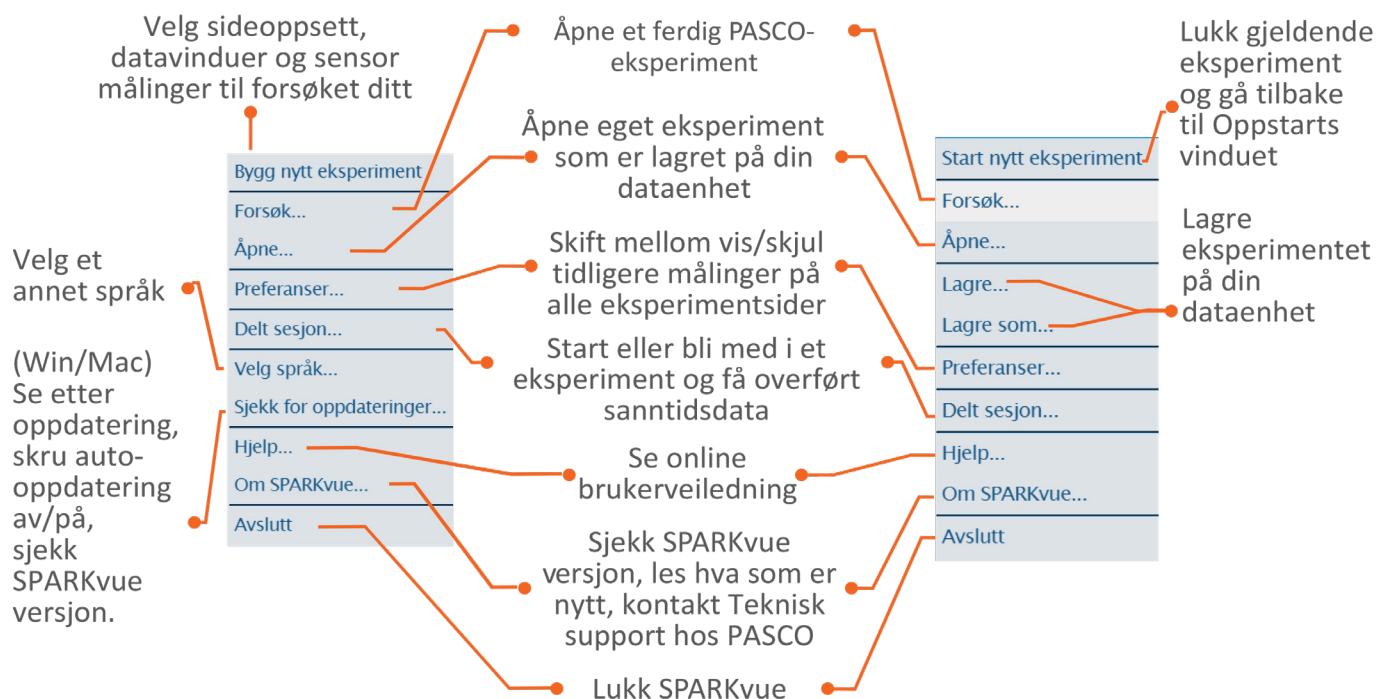 Velg sideoppsett,
datavinduer og sensor
målinger til forsøket ditt
Åpne et ferdig PASCO-
eksperiment
Lukk gjeldende
eksperiment
og gå tilbake
til Oppstarts
vinduet
Åpne eget eksperiment
som er lagret på din
dataenhet
Bygg nytt eksperiment
Forsøk...
Åpne...
Preferanser...
Delt sesjon...
Velg språk...
Sjekk for oppdateringer...
Hjelp...
Om SPARKvue...
Avslutt
Velg et
annet språk
(Win/Mac)
Se etter
oppdatering,
skru auto-
oppdatering
av/på,
sjekk
SPARKvue
versjon.
Skift mellom vis/skjul
tidligere målinger på
alle eksperimentsider
Start eller bli med i et
eksperiment og få overført
sanntidsdata
Se online
brukerveiledning
Sjekk SPARKvue
versjon, les hva som er
nytt, kontakt Teknisk
support hos PASCO
Lukk SPARKvue
Start nytt eksperiment
Forsøk...
Åpne...
Lagre...
Lagre som...
Preferanser...
Delt sesjon...
Hjelp...
Om SPARKvue...
Avslutt
Lagre
eksperimentet
på din
dataenhet